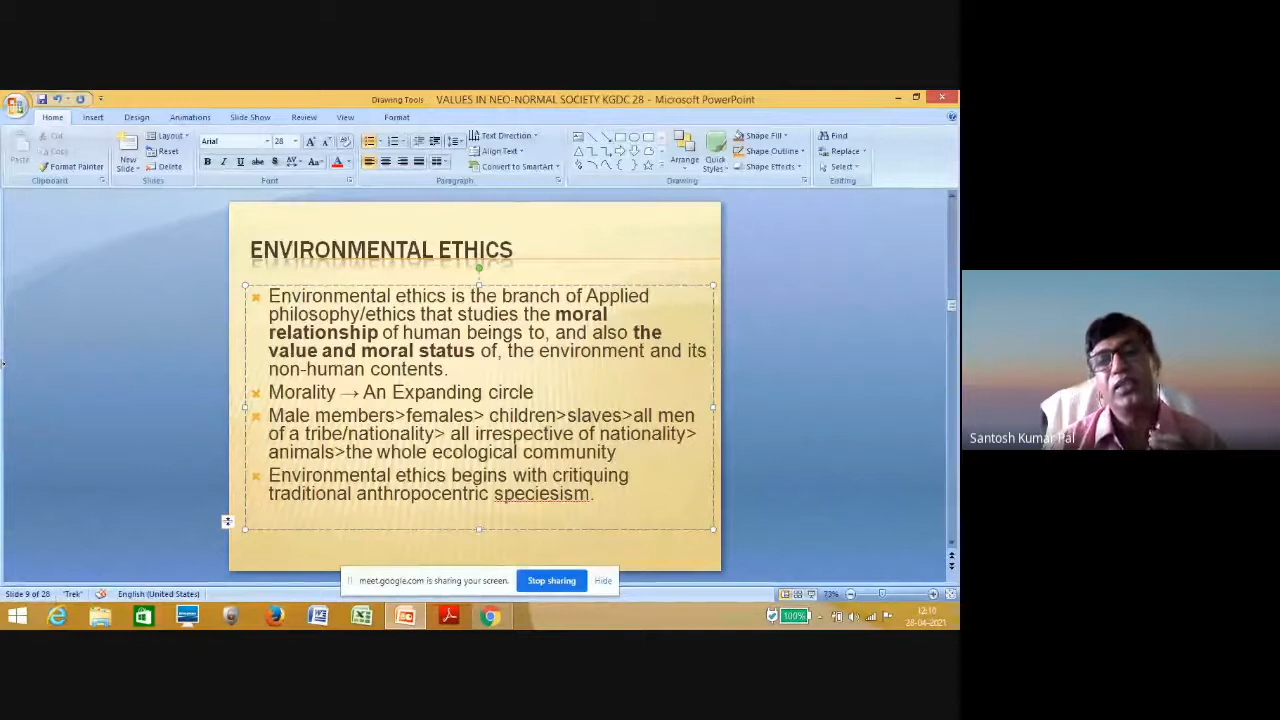 Drawing Tools
VALUES IN NEO-NORMAL SOCIETY KGDC 28 - Microsoft PowerPoint
Home Insert Design Animations Slide Show Review View Format
Paste
Cut
Copy
Format Painter
Clipboard
New Slide
Layout
Reset
Delete
Slides
Arial 28
B I U abe S AV Aa A
Font
Text Direction
Align Text
Convert to SmartArt
Paragraph
Arrange
Quick Styles
Shape Fill
Shape Outline
Shape Effects
Drawing
Find
Replace
Select
Editing
ENVIRONMENTAL ETHICS
Environmental ethics is the branch of Applied
philosophy/ethics that studies the moral
relationship of human beings to, and also the
value and moral status of, the environment and its
non-human contents.
Morality → An Expanding circle
Male members>females> children>slaves>all men
of a tribe/nationality> all irrespective of nationality>
animals>the whole ecological community
Environmental ethics begins with critiquing
traditional anthropocentric speciesism.
Santosh Kumar Pal
meet.google.com is sharing your screen. Stop sharing Hide
Slide 9 of 28 "Trek" English (United States) 73%
100%
12:10
28-04-2021